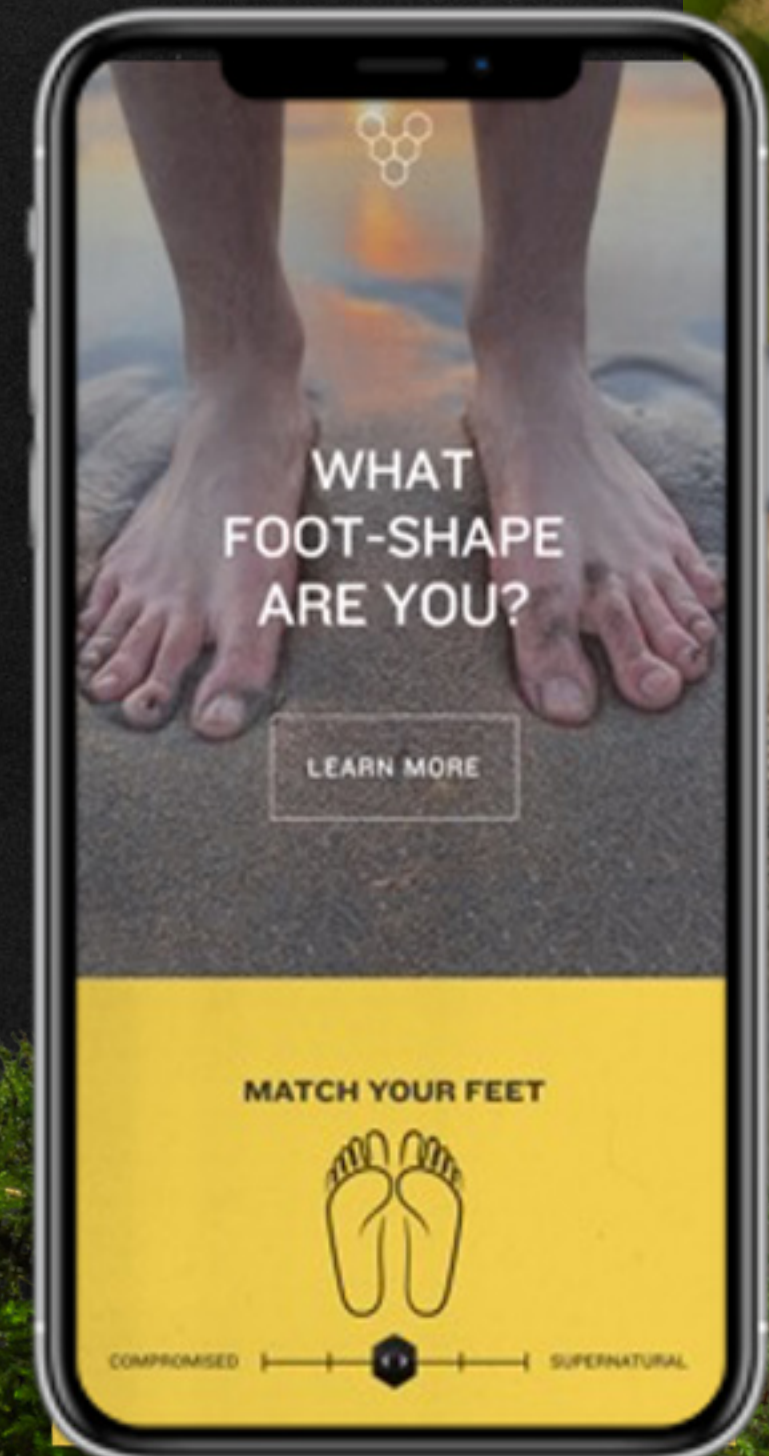 WHAT
FOOT-SHAPE
ARE YOU?
LEARN MORE
MATCH YOUR FEET
COMPROMISED SUPERNATURAL